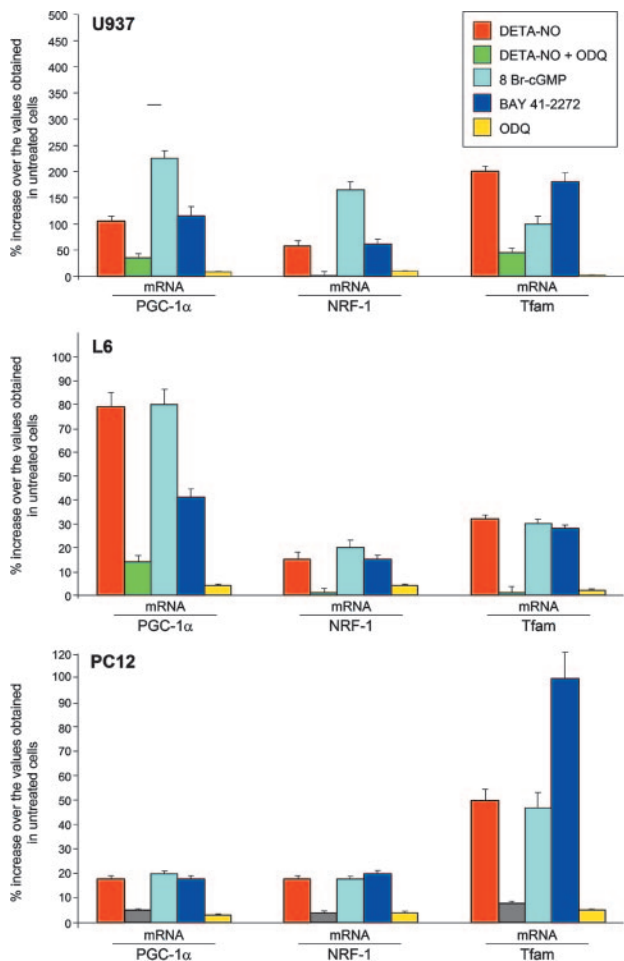 U937
500
450
400
350
300
250
200
150
100
50
0
% increase over the values obtained
in untreated cells
DETA-NO
DETA-NO + ODQ
8 Br-cGMP
BAY 41-2272
ODQ
mRNA mRNA mRNA
PGC-1α NRF-1 Tfam
L6
100
90
80
70
60
50
40
30
20
10
0
% increase over the values obtained
in untreated cells
mRNA mRNA mRNA
PGC-1α NRF-1 Tfam
PC12
120
90
80
70
60
50
40
30
20
10
0
% increase over the values obtained
in untreated cells
mRNA mRNA mRNA
PGC-1α NRF-1 Tfam